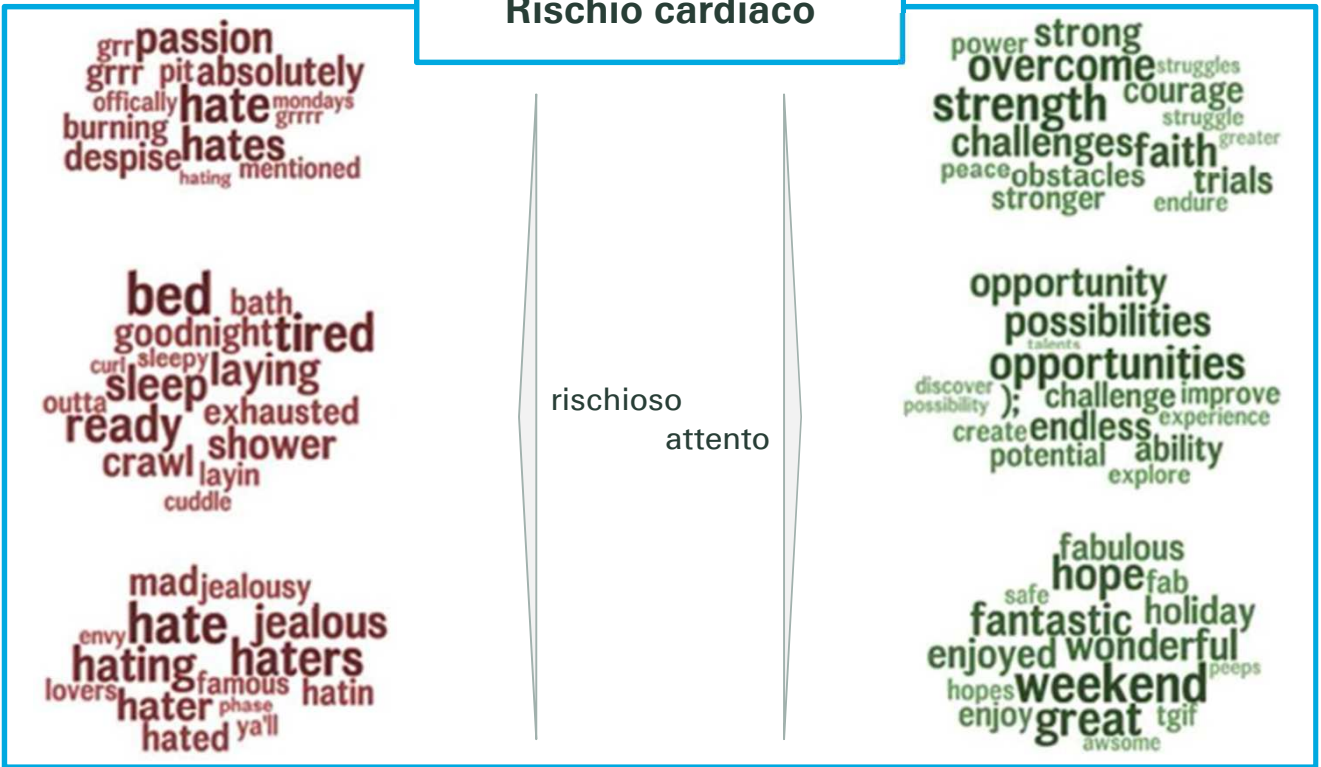 Rischio cardiaco
grr passion
grrr pit absolutely
offically hate mondays
grrrr
burning hates
despise mentioned
hating
bed bath
goodnight tired
curl sleepy laying
sleep
outta exhausted
ready shower
crawl layin
cuddle
mad jealousy
envy hate jealous
hating haters
lovers famous hatin
hater phase
hated ya'll
rischioso
attento
power strong
overcome struggles
strength courage
struggle
challenges faith greater
peace obstacles trials
stronger endure
opportunity
possibilities
talents
opportunities
discover ); challenge improve
possibility experience
create endless
potential ability
explore
fabulous
hope fab
safe
fantastic holiday
enjoyed wonderful
peeps
hopes weekend
enjoy great tgif
awsome